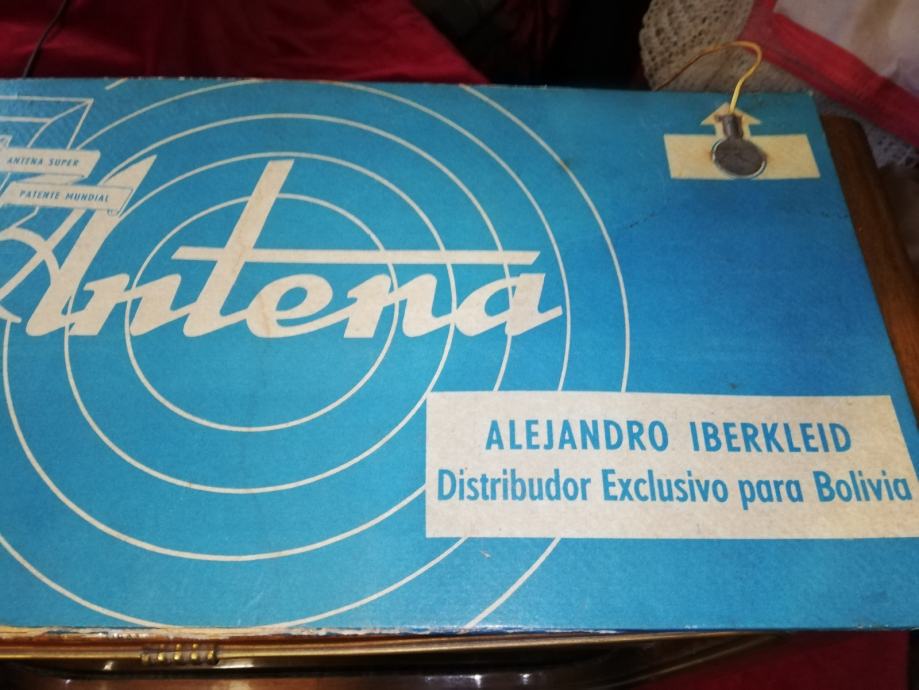 ANTENA SUPER
PATENTE MUNDIAL
Antena
ALEJANDRO IBERKLEID
Distribudor Exclusivo para Bolivia